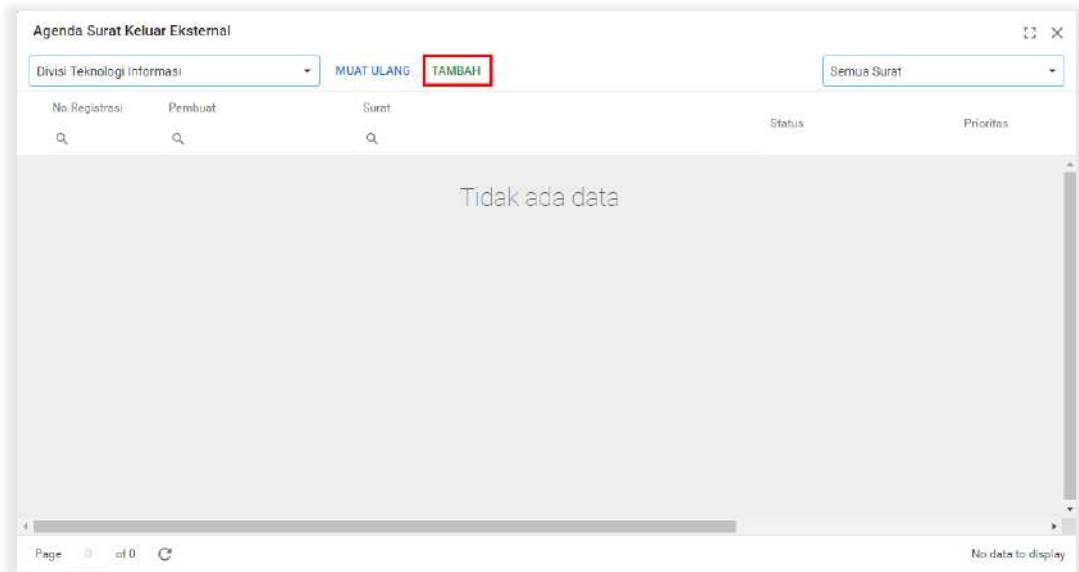 Agenda Surat Keluar Eksternal
Divisi Teknologi Informasi MUAT ULANG TAMBAH Semua Surat
No.Registrasi Pembuat Surat Status Prioritas
Tidak ada data
Page 0 of 0 No data to display